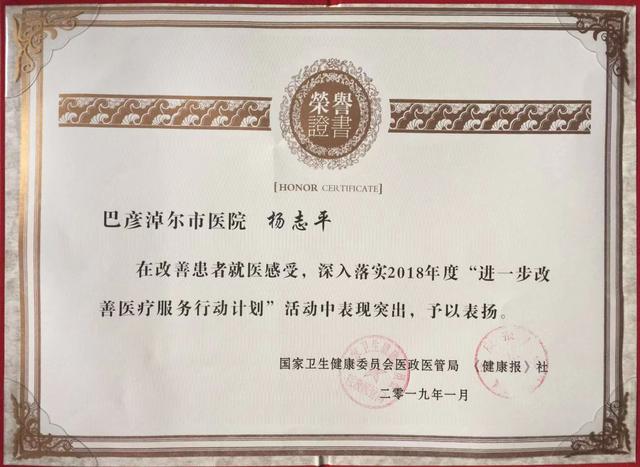 榮譽
證書
[HONOR CERTIFICATE]
巴彦淖尔市医院 杨志平
在改善患者就医感受，深入落实2018年度“进一步改
善医疗服务行动计划”活动中表现突出，予以表扬。
国家卫生健康委员会医政医管局 《健康报》社
二零一九年一月